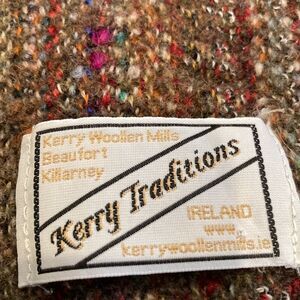 Kerry Woollen Mills
Beaufort
Killarney
Kerry Traditions
IRELAND
www.
kerrywoollenmills.ie